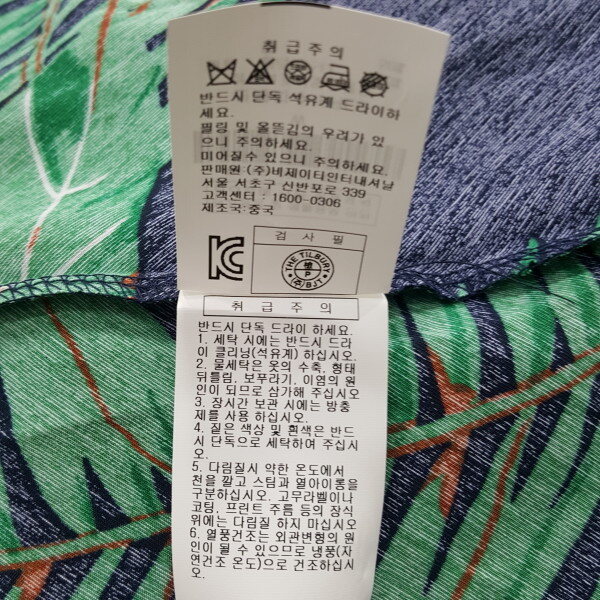 취급주의
반드시 단독 석유계 드라이하
세요.
필링 및 올뜯김의 우려가 있
으니 주의하세요.
미어질수 있으니 주의하세요.
판매원:(주)비제이티인터내셔날
서울 서초구 신반포로 339
고객센터 : 1600-0306
제조국:중국
검사필
THE TILBURY
(주)BJT
취급주의
반드시 단독 드라이 하세요.
1. 세탁 시에는 반드시 드라
이 클리닝(석유계) 하십시오.
2. 물세탁은 옷의 수축, 형태
뒤틀림, 보푸라기, 이염의 원
인이 되므로 삼가해 주십시오
3. 장시간 보관 시에는 방충
제를 사용 하십시오.
4. 짙은 색상 및 흰색은 반드
시 단독으로 세탁하여 주십시
오.
5. 다림질시 약한 온도에서
천을 깔고 스팀과 열아이롱을
구분하십시오. 고무라벨이나
코팅, 프린트 주름 등의 장식
위에는 다림질 하지 마십시오
6. 열풍건조는 외관변형의 원
인이 될 수 있으므로 냉풍(자
연건조 온도)으로 건조하십시